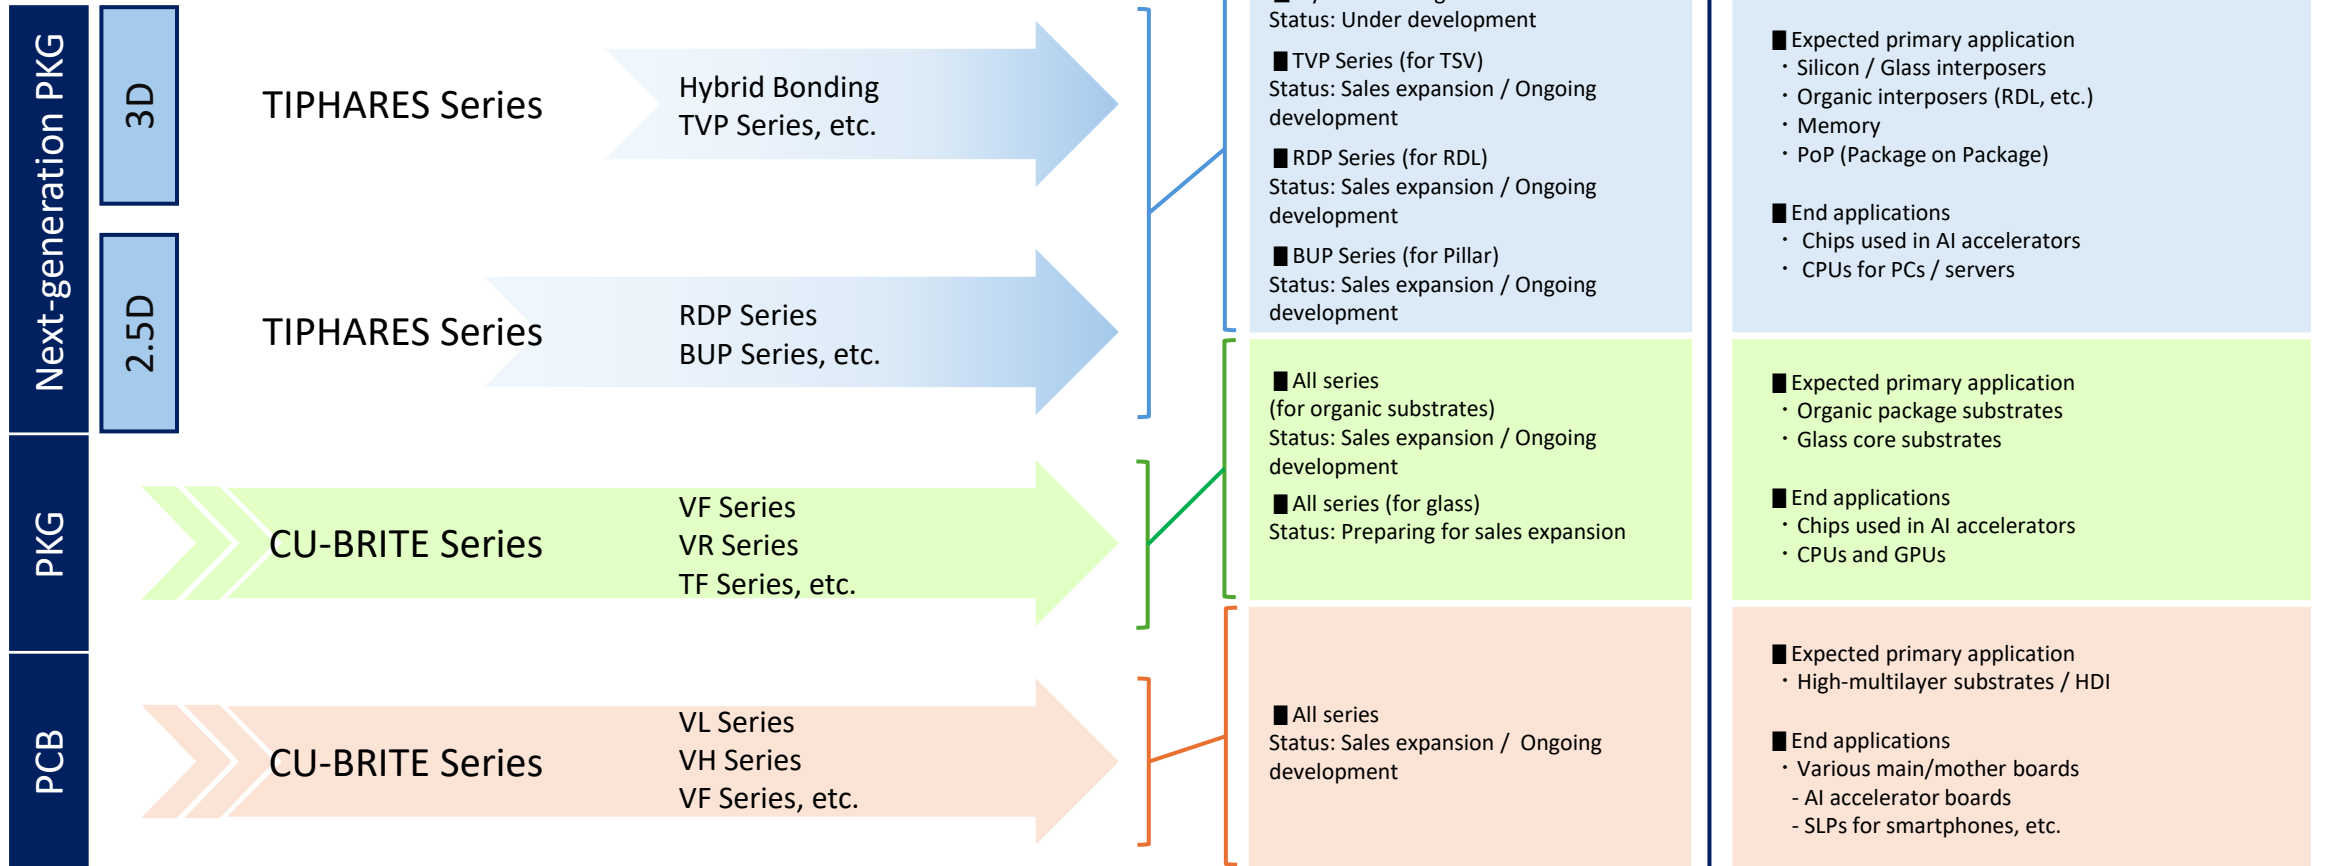 Next-generation PKG
3D
TIPHARES Series
Hybrid Bonding
TVP Series, etc.
2.5D
TIPHARES Series
RDP Series
BUP Series, etc.
PKG
CU-BRITE Series
VF Series
VR Series
TF Series, etc.
PCB
CU-BRITE Series
VL Series
VH Series
VF Series, etc.
Status: Under development
■ TVP Series (for TSV)
Status: Sales expansion / Ongoing
development
■ RDP Series (for RDL)
Status: Sales expansion / Ongoing
development
■ BUP Series (for Pillar)
Status: Sales expansion / Ongoing
development
■ All series
(for organic substrates)
Status: Sales expansion / Ongoing
development
■ All series (for glass)
Status: Preparing for sales expansion
■ All series
Status: Sales expansion / Ongoing
development
■ Expected primary application
・Silicon / Glass interposers
・Organic interposers (RDL, etc.)
・Memory
・PoP (Package on Package)
■ End applications
・ Chips used in AI accelerators
・ CPUs for PCs / servers
■ Expected primary application
・Organic package substrates
・Glass core substrates
■ End applications
・Chips used in AI accelerators
・CPUs and GPUs
■ Expected primary application
・High-multilayer substrates / HDI
■ End applications
・Various main/mother boards
- AI accelerator boards
- SLPs for smartphones, etc.